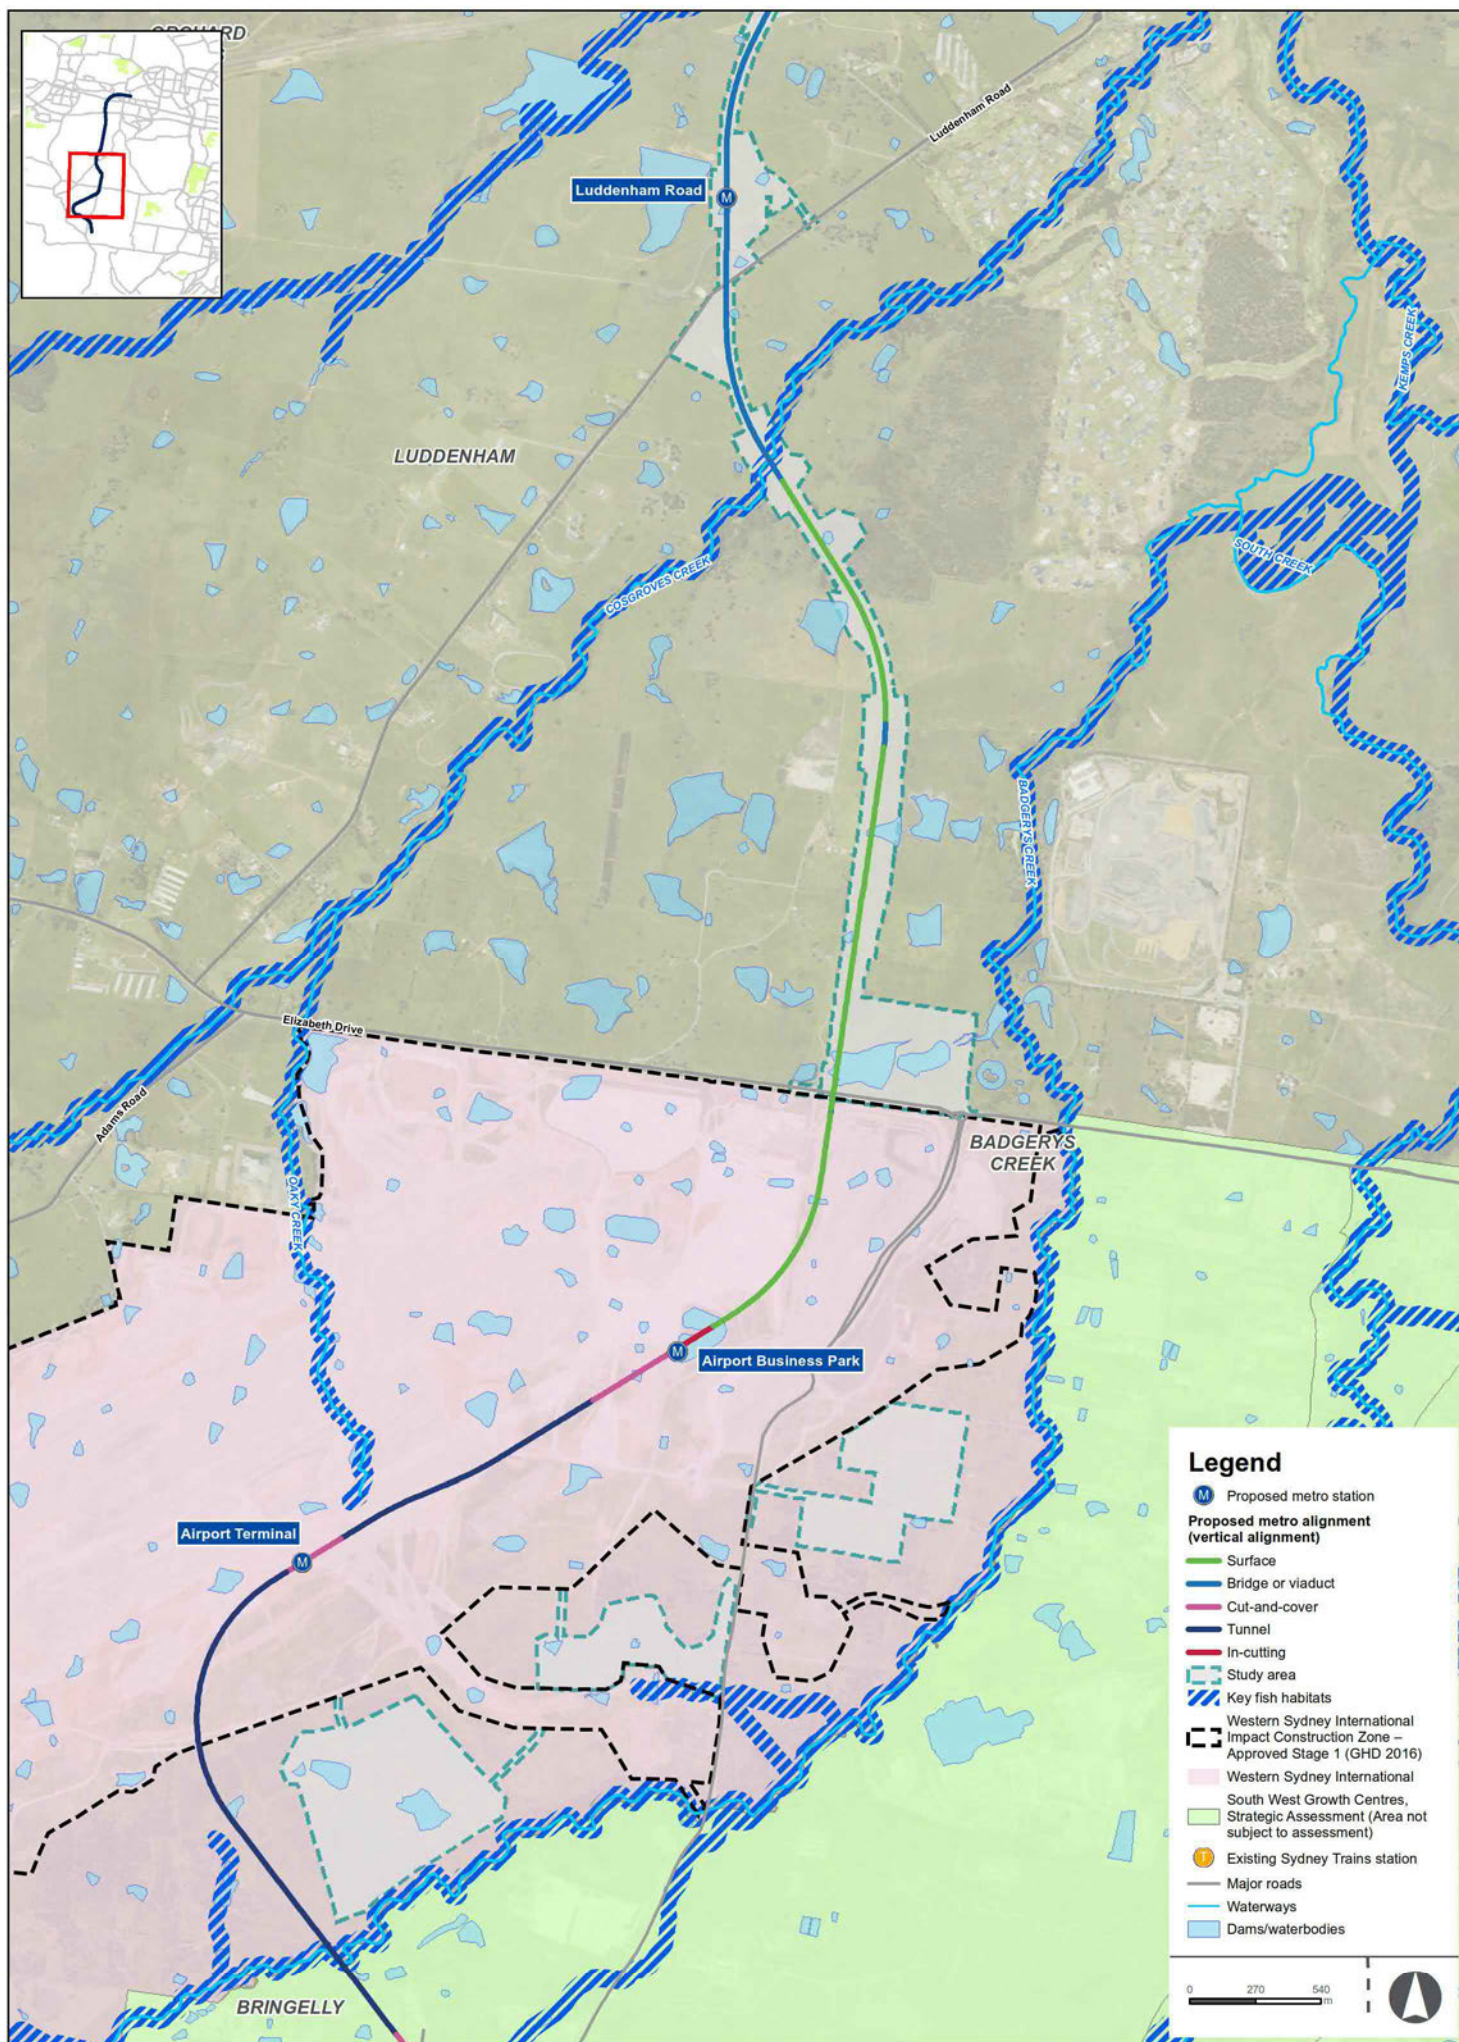 ORCHARD
Luddenham Road
Luddenham Road
M
KEMPS CREEK
LUDDENHAM
SOUTH CREEK
COSGROVES CREEK
BADGERYS CREEK
Elizabeth Drive
Adams Road
BADGERYS
CREEK
OAKY CREEK
M
Airport Business Park
Airport Terminal
M
BRINGELLY
Legend
M Proposed metro station
Proposed metro alignment
(vertical alignment)
Surface
Bridge or viaduct
Cut-and-cover
Tunnel
In-cutting
Study area
Key fish habitats
Western Sydney International
Impact Construction Zone –
Approved Stage 1 (GHD 2016)
Western Sydney International
South West Growth Centres,
Strategic Assessment (Area not
subject to assessment)
T Existing Sydney Trains station
Major roads
Waterways
Dams/waterbodies
0 270 540
m